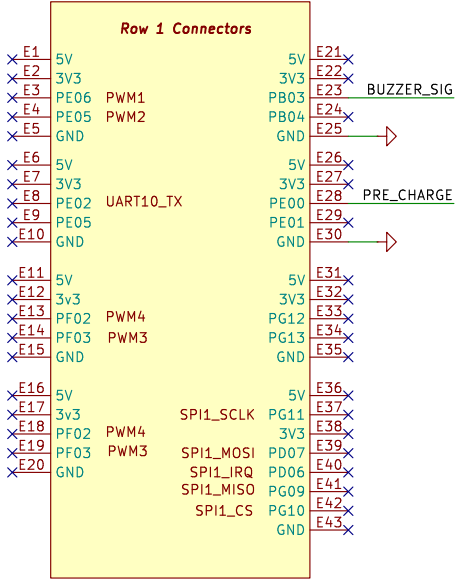 Row 1 Connectors
E1 5V 5V E21
E2 3V3 3V3 E22
E3 PE06 PWM1 PB03 E23 BUZZER_SIG
E4 PE05 PWM2 PB04 E24
E5 GND GND E25
E6 5V 5V E26
E7 3V3 3V3 E27
E8 PE02 UART10_TX PE00 E28 PRE_CHARGE
E9 PE05 PE01 E29
E10 GND GND E30
E11 5V 5V E31
E12 3v3 3V3 E32
E13 PF02 PWM4 PG12 E33
E14 PF03 PWM3 PG13 E34
E15 GND GND E35
E16 5V 5V E36
E17 3v3 SPI1_SCLK PG11 E37
E18 PF02 PWM4 3V3 E38
E19 PF03 PWM3 SPI1_MOSI PD07 E39
E20 GND SPI1_IRQ PD06 E40
SPI1_MISO PG09 E41
SPI1_CS PG10 E42
GND E43